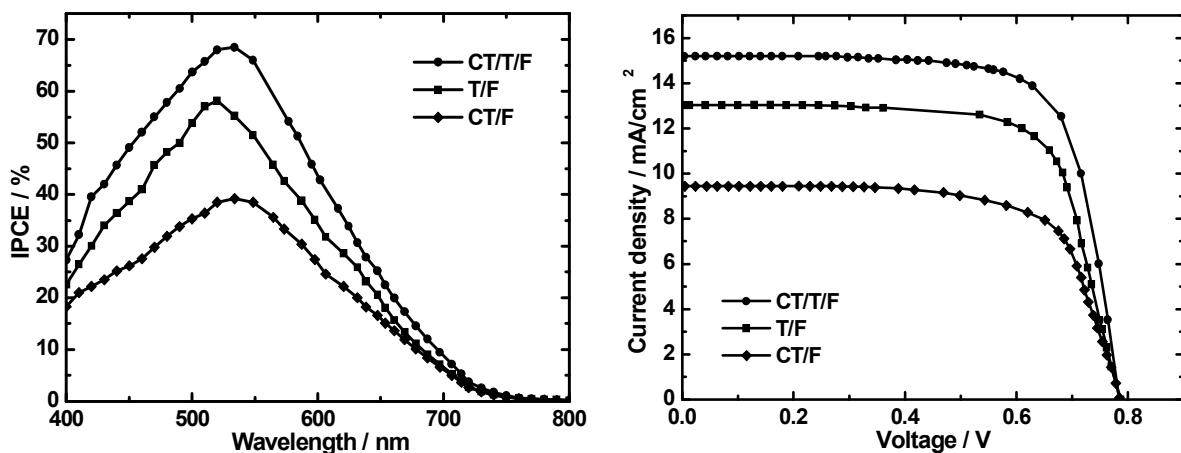 IPCE / %
70
60
50
40
30
20
10
0
400 500 600 700 800
Wavelength / nm
CT/T/F
T/F
CT/F
Current density / mA/cm²
16
14
12
10
8
6
4
2
0
0.0 0.2 0.4 0.6 0.8
Voltage / V
CT/T/F
T/F
CT/F